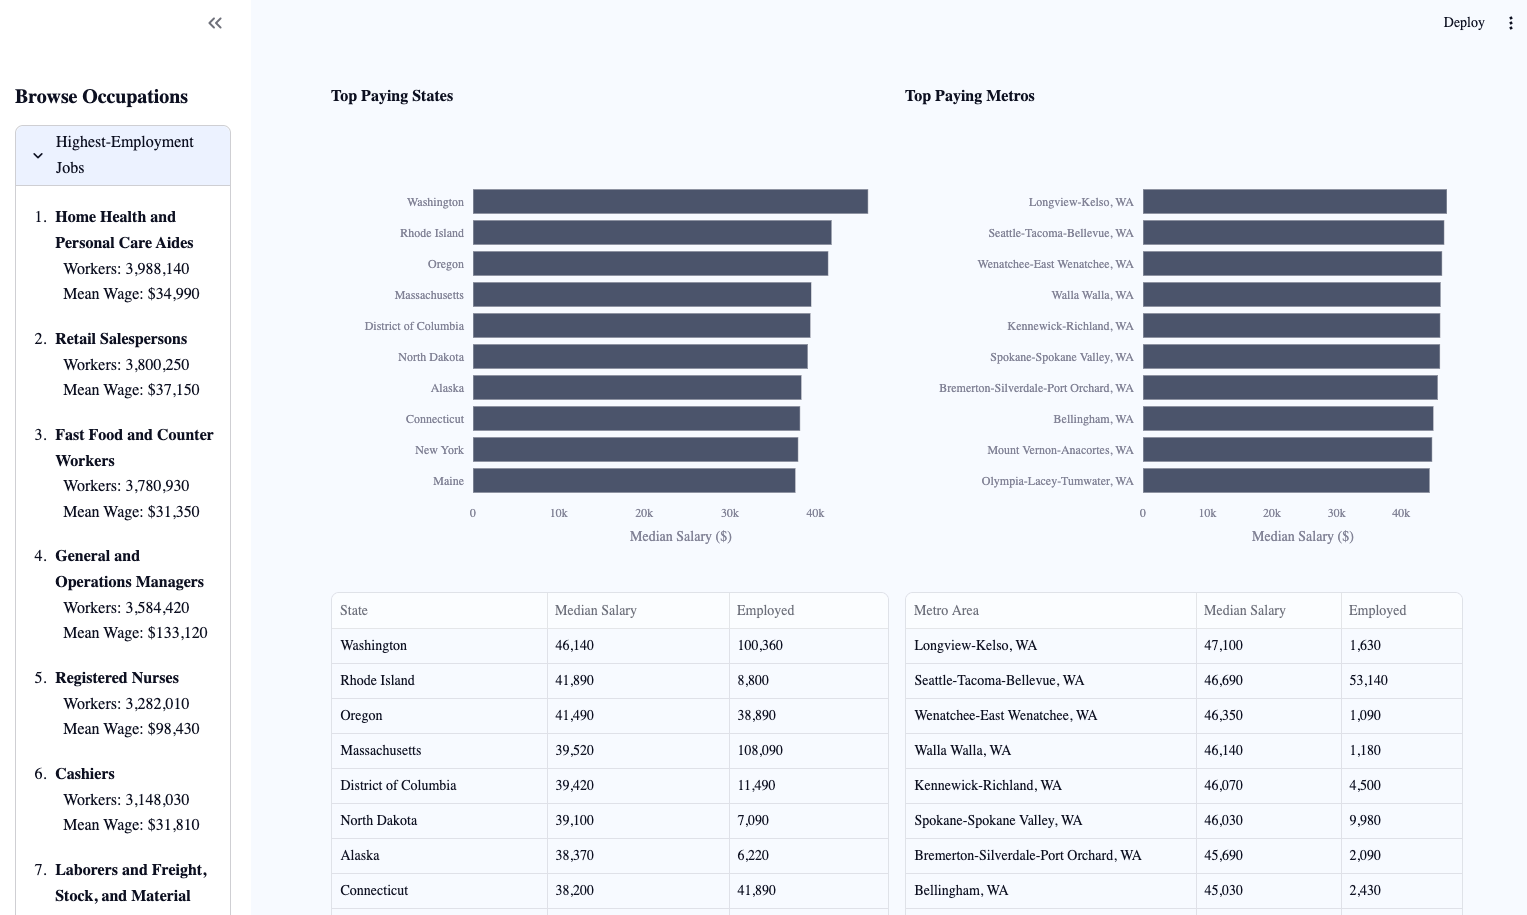 Deploy
Browse Occupations
Highest-Employment
Jobs
1. Home Health and
Personal Care Aides
Workers: 3,988,140
Mean Wage: $34,990
2. Retail Salespersons
Workers: 3,800,250
Mean Wage: $37,150
3. Fast Food and Counter
Workers
Workers: 3,780,930
Mean Wage: $31,350
4. General and
Operations Managers
Workers: 3,584,420
Mean Wage: $133,120
5. Registered Nurses
Workers: 3,282,010
Mean Wage: $98,430
6. Cashiers
Workers: 3,148,030
Mean Wage: $31,810
7. Laborers and Freight,
Stock, and Material
Top Paying States
Washington
Rhode Island
Oregon
Massachusetts
District of Columbia
North Dakota
Alaska
Connecticut
New York
Maine
0 10k 20k 30k 40k
Median Salary ($)
Top Paying Metros
Longview-Kelso, WA
Seattle-Tacoma-Bellevue, WA
Wenatchee-East Wenatchee, WA
Walla Walla, WA
Kennewick-Richland, WA
Spokane-Spokane Valley, WA
Bremerton-Silverdale-Port Orchard, WA
Bellingham, WA
Mount Vernon-Anacortes, WA
Olympia-Lacey-Tumwater, WA
0 10k 20k 30k 40k
Median Salary ($)
State Median Salary Employed
Washington 46,140 100,360
Rhode Island 41,890 8,800
Oregon 41,490 38,890
Massachusetts 39,520 108,090
District of Columbia 39,420 11,490
North Dakota 39,100 7,090
Alaska 38,370 6,220
Connecticut 38,200 41,890
Metro Area Median Salary Employed
Longview-Kelso, WA 47,100 1,630
Seattle-Tacoma-Bellevue, WA 46,690 53,140
Wenatchee-East Wenatchee, WA 46,350 1,090
Walla Walla, WA 46,140 1,180
Kennewick-Richland, WA 46,070 4,500
Spokane-Spokane Valley, WA 46,030 9,980
Bremerton-Silverdale-Port Orchard, WA 45,690 2,090
Bellingham, WA 45,030 2,430